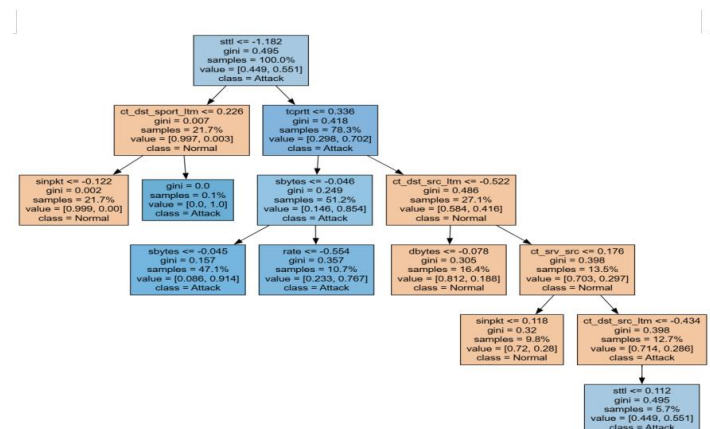 sttl <= -1.182
gini = 0.495
samples = 100.0%
value = [0.449, 0.551]
class = Attack
ct_dst_sport_ltm <= 0.226
gini = 0.007
samples = 21.7%
value = [0.997, 0.003]
class = Normal
tcprtt <= 0.336
gini = 0.418
samples = 78.3%
value = [0.298, 0.702]
class = Attack
sinpkt <= -0.122
gini = 0.002
samples = 21.7%
value = [0.999, 0.00]
class = Normal
gini = 0.0
samples = 0.1%
value = [0.0, 1.0]
class = Attack
sbytes <= -0.046
gini = 0.249
samples = 51.2%
value = [0.146, 0.854]
class = Attack
ct_dst_src_ltm <= -0.522
gini = 0.486
samples = 27.1%
value = [0.584, 0.416]
class = Normal
sbytes <= -0.045
gini = 0.157
samples = 47.1%
value = [0.086, 0.914]
class = Attack
rate <= -0.554
gini = 0.357
samples = 10.7%
value = [0.233, 0.767]
class = Attack
dbytes <= -0.078
gini = 0.305
samples = 16.4%
value = [0.812, 0.188]
class = Normal
ct_srv_src <= 0.176
gini = 0.398
samples = 13.5%
value = [0.703, 0.297]
class = Normal
sinpkt <= 0.118
gini = 0.32
samples = 9.8%
value = [0.72, 0.28]
class = Normal
ct_dst_src_ltm <= -0.434
gini = 0.398
samples = 12.7%
value = [0.714, 0.286]
class = Attack
sttl <= 0.112
gini = 0.495
samples = 5.7%
value = [0.449, 0.551]
class = Attack